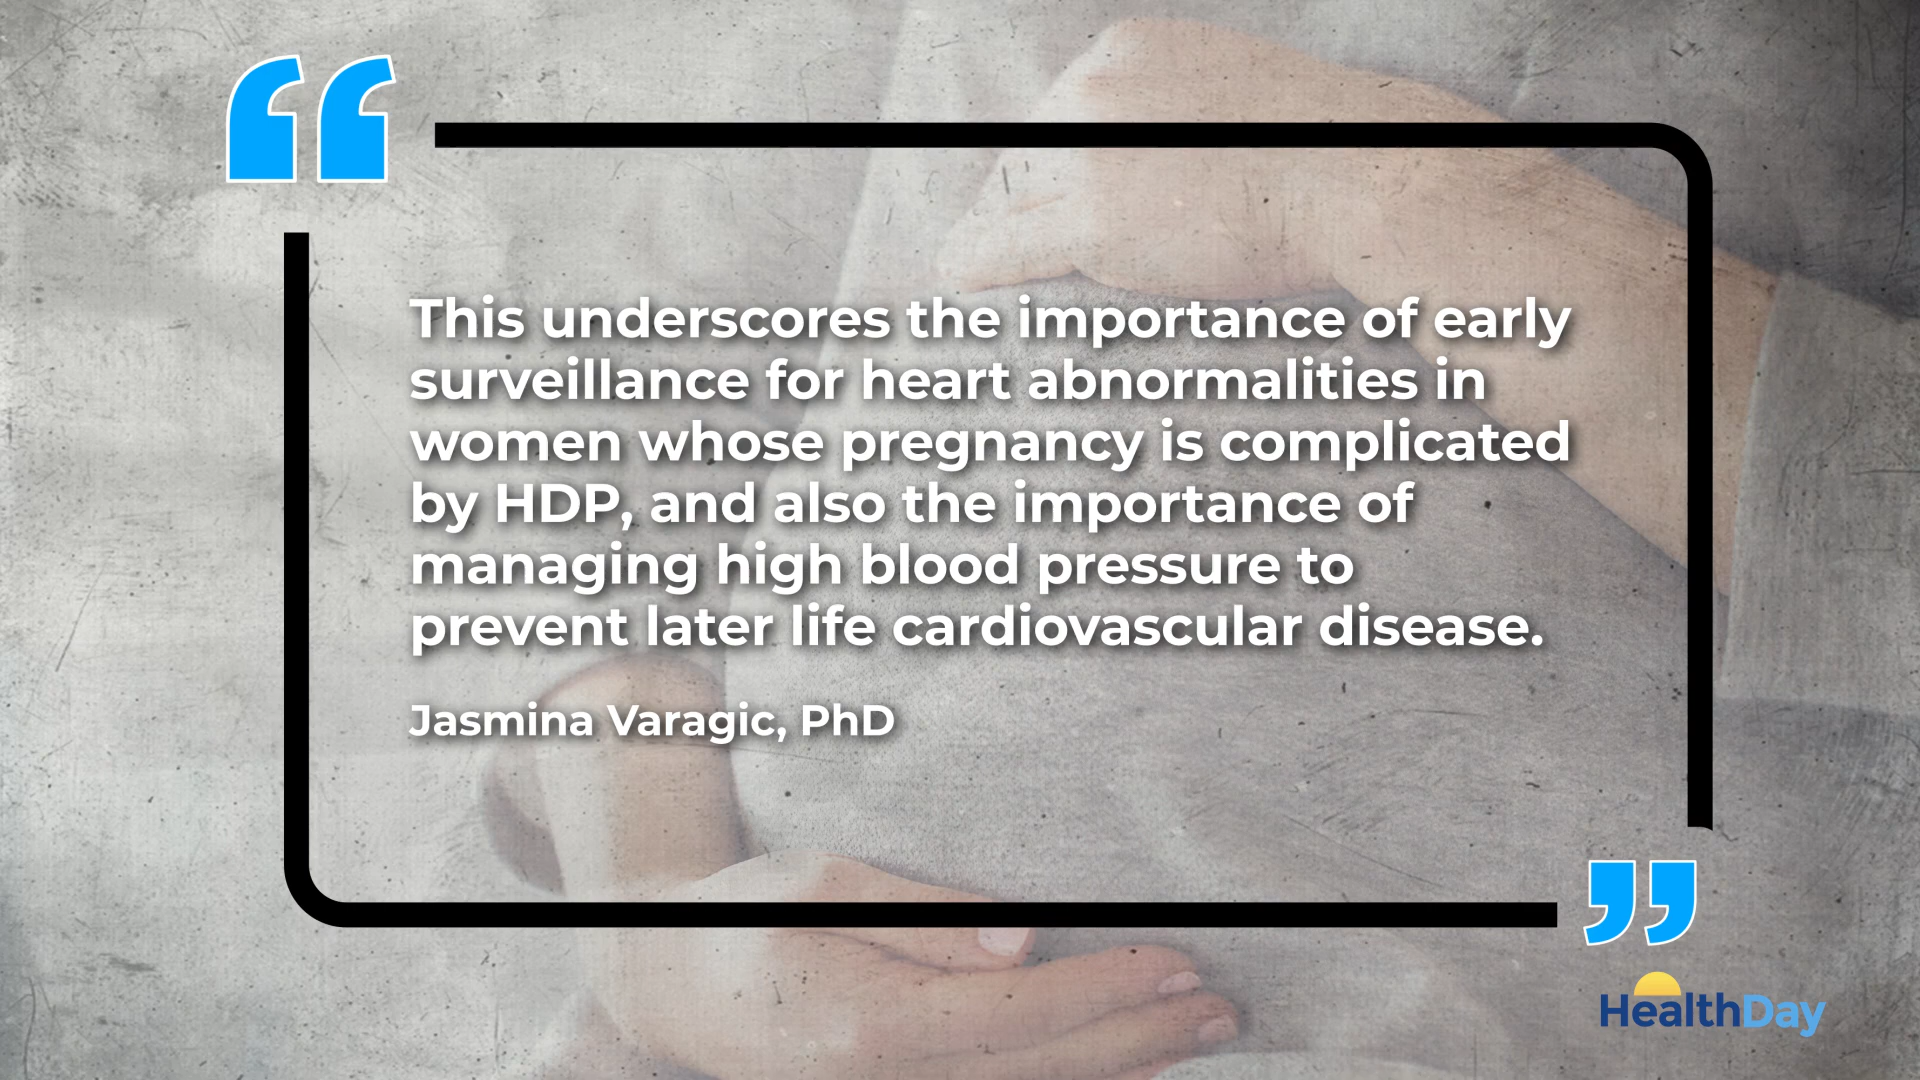 “
This underscores the importance of early
surveillance for heart abnormalities in
women whose pregnancy is complicated
by HDP, and also the importance of
managing high blood pressure to
prevent later life cardiovascular disease.
Jasmina Varagic, PhD
”
HealthDay